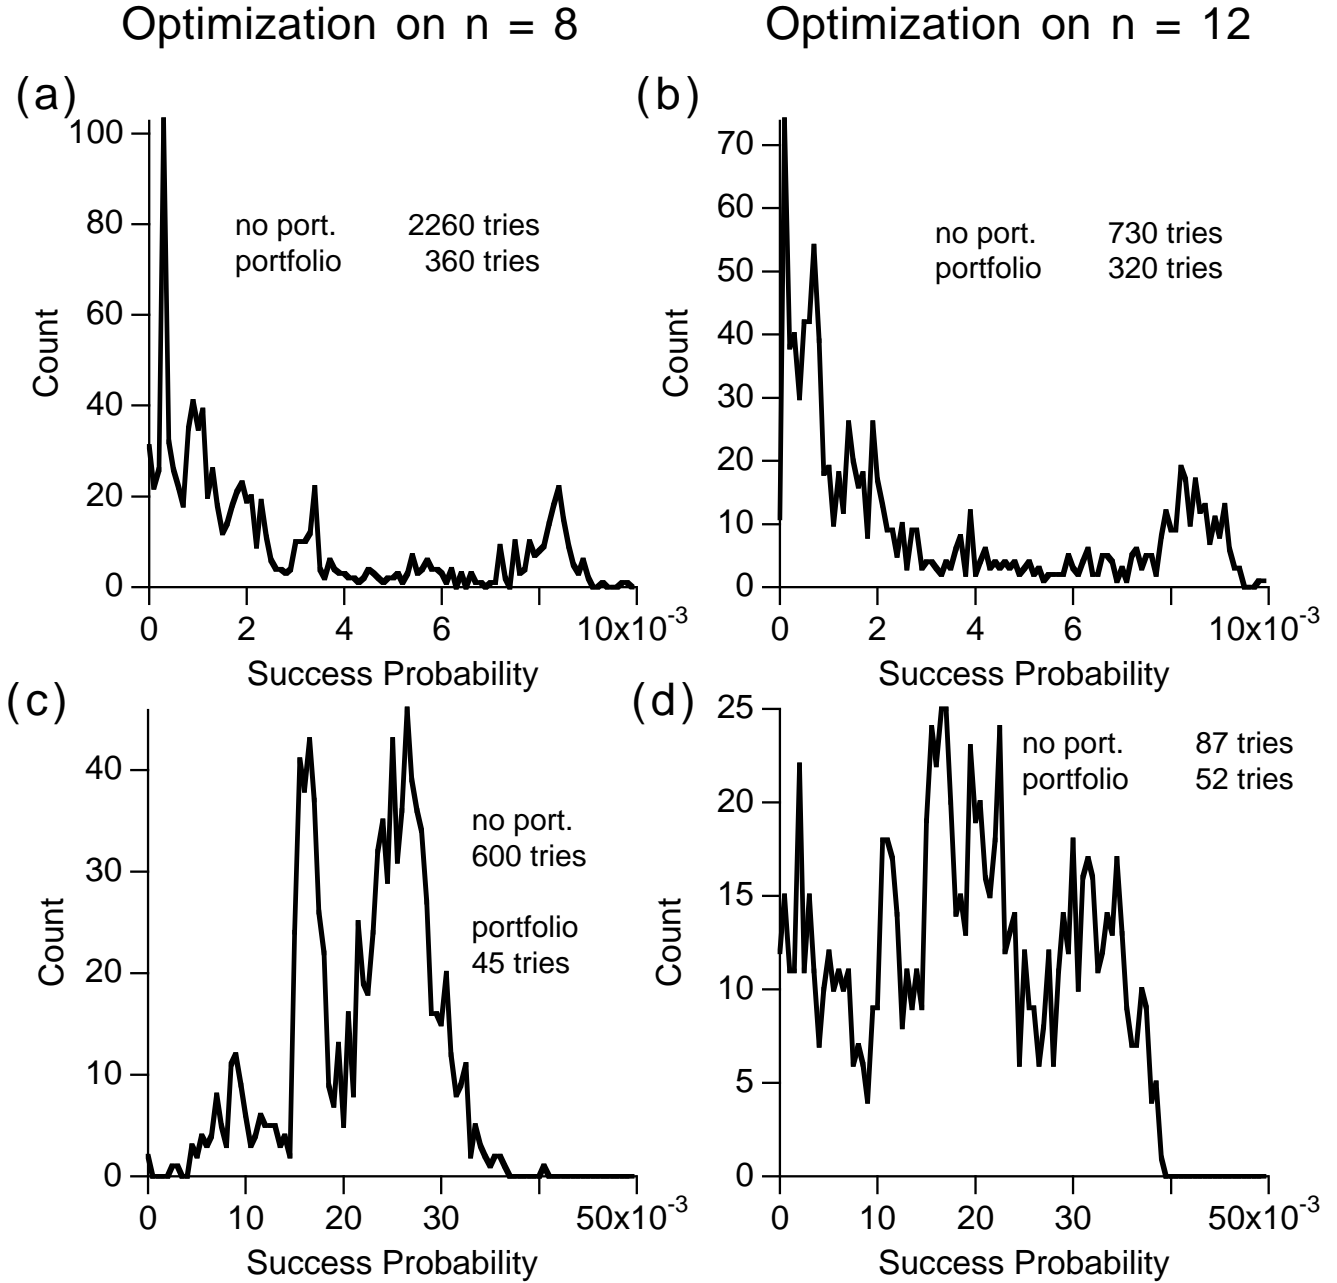 Optimization on n = 8
Optimization on n = 12
(a)
100
80
60
40
20
0
Count
no port. 2260 tries
portfolio 360 tries
0 2 4 6 10x10-3
Success Probability
(b)
70
60
50
40
30
20
10
0
Count
no port. 730 tries
portfolio 320 tries
0 2 4 6 10x10-3
Success Probability
(c)
40
30
20
10
0
Count
no port.
600 tries
portfolio
45 tries
0 10 20 30 50x10-3
Success Probability
(d)
25
20
15
10
5
0
Count
no port. 87 tries
portfolio 52 tries
0 10 20 30 50x10-3
Success Probability